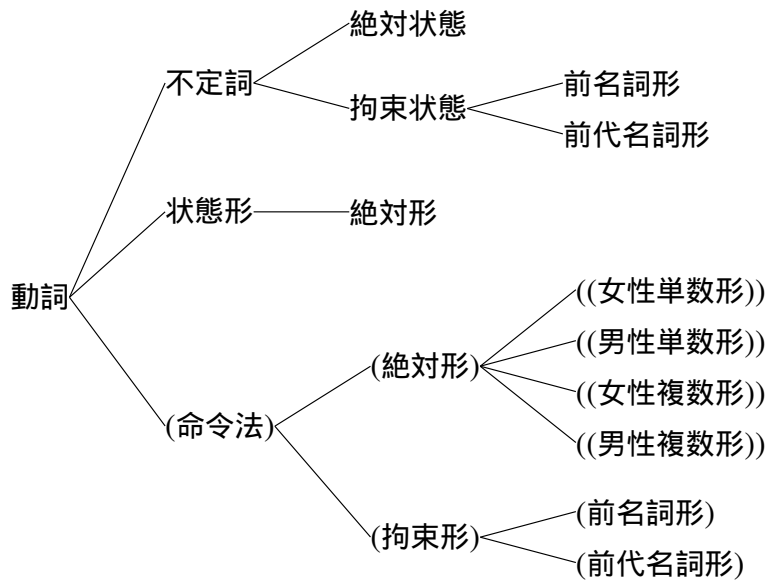 絶対状態
不定詞
前名詞形
拘束状態
前代名詞形
状態形
絶対形
動詞
((女性単数形))
((男性単数形))
(絶対形)
((女性複数形))
(命令法)
((男性複数形))
(前名詞形)
(拘束形)
(前代名詞形)